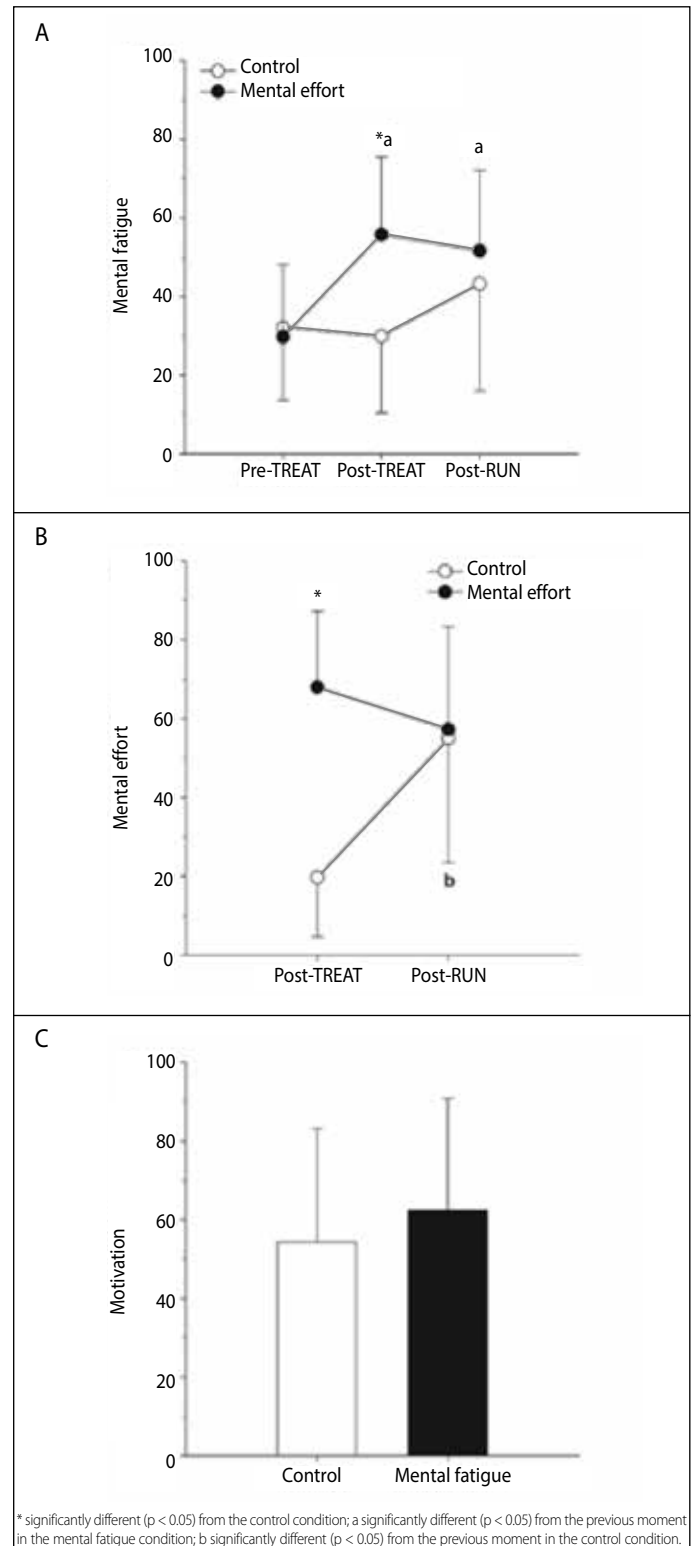 A
100
Control
Mental effort
*a
a
80
60
40
20
0
Mental fatigue
Pre-TREAT Post-TREAT Post-RUN
B
100
Control
Mental effort
*
80
60
40
20
0
b
Mental effort
Post-TREAT Post-RUN
C
100
80
60
40
20
0
Motivation
Control Mental fatigue
* significantly different (p < 0.05) from the control condition; a significantly different (p < 0.05) from the previous moment
in the mental fatigue condition; b significantly different (p < 0.05) from the previous moment in the control condition.